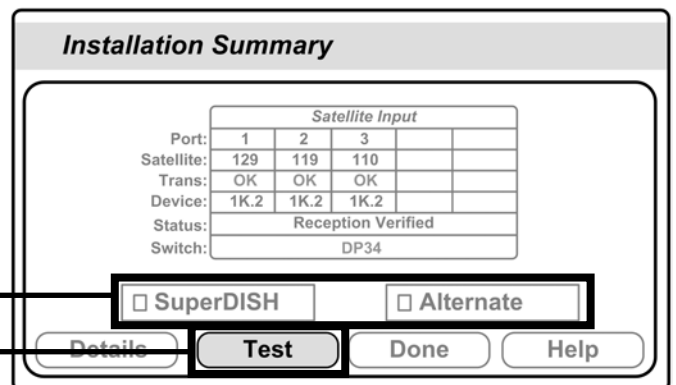 Installation Summary
Satellite Input
Port: 1 2 3
Satellite: 129 119 110
Trans: OK OK OK
Device: 1K.2 1K.2 1K.2
Status: Reception Verified
Switch: DP34
SuperDISH Alternate
Details Test Done Help